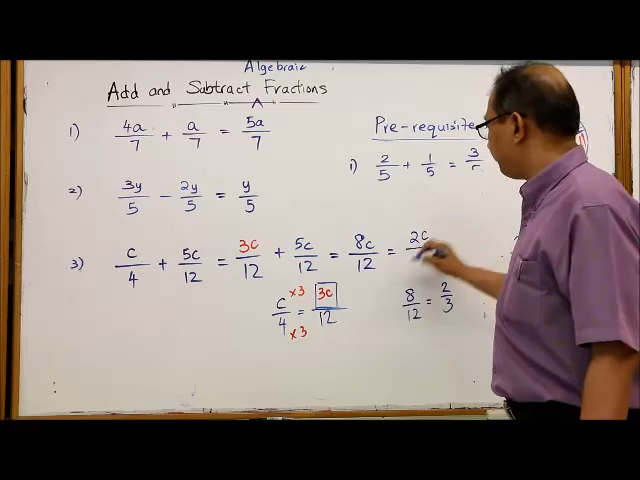 Algebraic
Add and Subtract Fractions
Pre-requisite
1) 4a/7 + a/7 = 5a/7
1) 2/5 + 1/5 = 3/
2) 3y/5 - 2y/5 = y/5
3) c/4 + 5c/12 = 3c/12 + 5c/12 = 8c/12 = 2c
c/4 ×3 ×3 = 3c/12
8/12 = 2/3